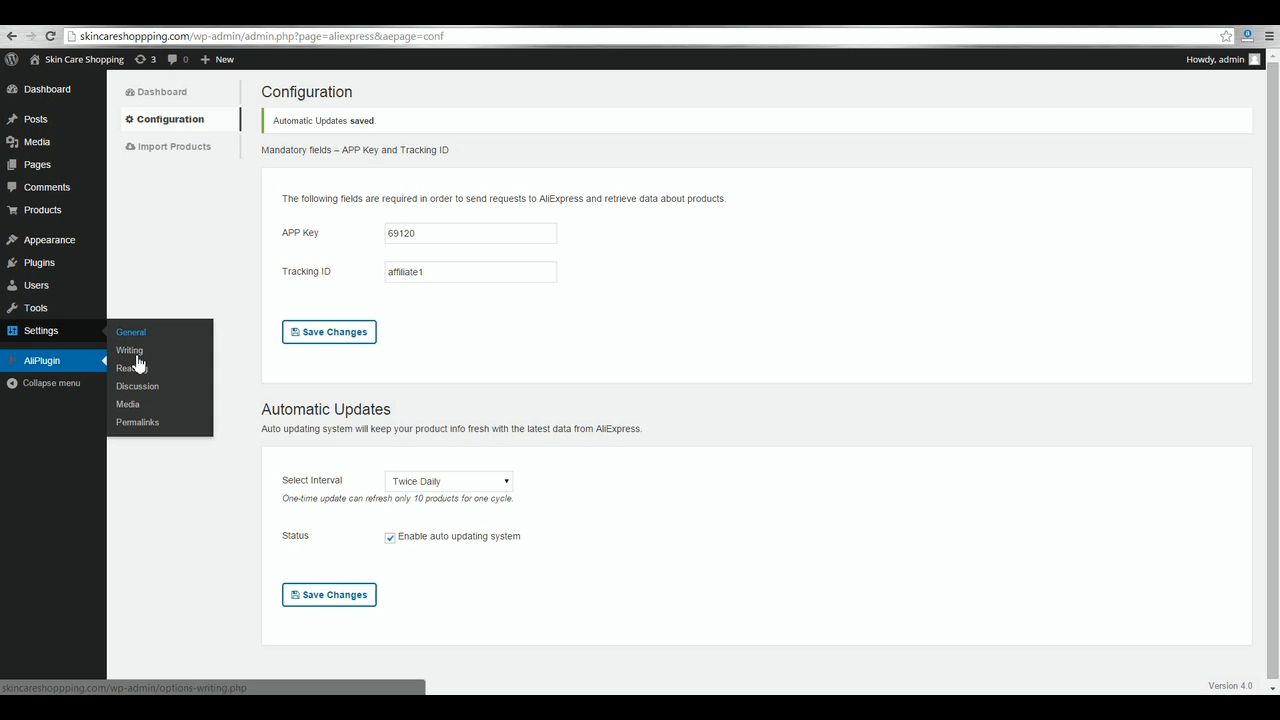 skincareshoppping.com/wp-admin/admin.php?page=aliexpress&aepage=conf
Skin Care Shopping 3 0 New
Howdy, admin
Dashboard
Posts
Media
Pages
Comments
Products
Appearance
Plugins
Users
Tools
Settings
AliPlugin
Collapse menu
General
Writing
Discussion
Media
Permalinks
Dashboard
Configuration
Import Products
Configuration
Automatic Updates saved.
Mandatory fields – APP Key and Tracking ID
The following fields are required in order to send requests to AliExpress and retrieve data about products.
APP Key 69120
Tracking ID affiliate1
Save Changes
Automatic Updates
Auto updating system will keep your product info fresh with the latest data from AliExpress.
Select Interval Twice Daily
One-time update can refresh only 10 products for one cycle.
Status Enable auto updating system
Save Changes
Version 4.0
skincareshoppping.com/wp-admin/options-writing.php